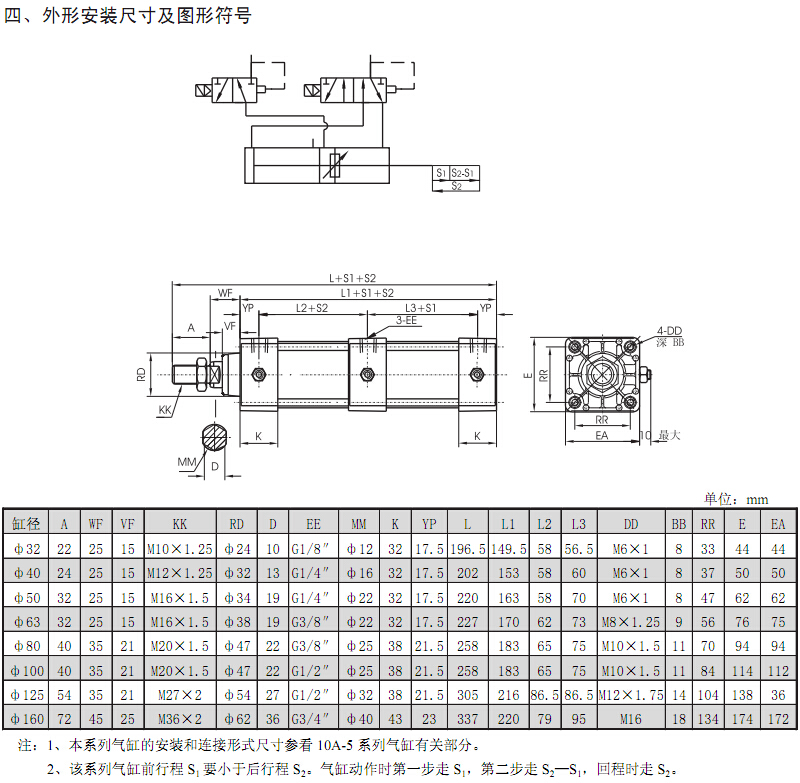 四、外形安装尺寸及图形符号
S1 S2-S1
S2
L+S1+S2
WF L1+S1+S2
YP L2+S2 L3+S1 YP
A VF 3-EE
4-DD
深 BB
RD E RR
KK
RR
K K EA 10 最大
MM
D
单位：mm
缸径 A WF VF KK RD D EE MM K YP L L1 L2 L3 DD BB RR E EA
φ32 22 25 15 M10×1.25 φ24 10 G1/8″ φ12 32 17.5 196.5 149.5 58 56.5 M6×1 8 33 44 44
φ40 24 25 15 M12×1.25 φ32 13 G1/4″ φ16 32 17.5 202 153 58 60 M6×1 8 37 50 50
φ50 32 25 15 M16×1.5 φ34 19 G1/4″ φ22 32 17.5 220 163 58 70 M6×1 8 47 62 62
φ63 32 25 15 M16×1.5 φ38 19 G3/8″ φ22 32 17.5 227 170 62 73 M8×1.25 9 56 76 75
φ80 40 35 21 M20×1.5 φ47 22 G3/8″ φ25 38 21.5 258 183 65 75 M10×1.5 11 70 94 94
φ100 40 35 21 M20×1.5 φ47 22 G1/2″ φ25 38 21.5 258 183 65 75 M10×1.5 11 84 114 112
φ125 54 35 21 M27×2 φ54 27 G1/2″ φ32 38 21.5 305 216 86.5 86.5 M12×1.75 14 104 138 36
φ160 72 45 25 M36×2 φ62 36 G3/4″ φ40 43 23 337 220 79 95 M16 18 134 174 172
注：1、本系列气缸的安装和连接形式尺寸参看 10A-5 系列气缸有关部分。
2、该系列气缸前行程 S1 要小于后行程 S2。气缸动作时第一步走 S1，第二步走 S2—S1，回程时走 S2。